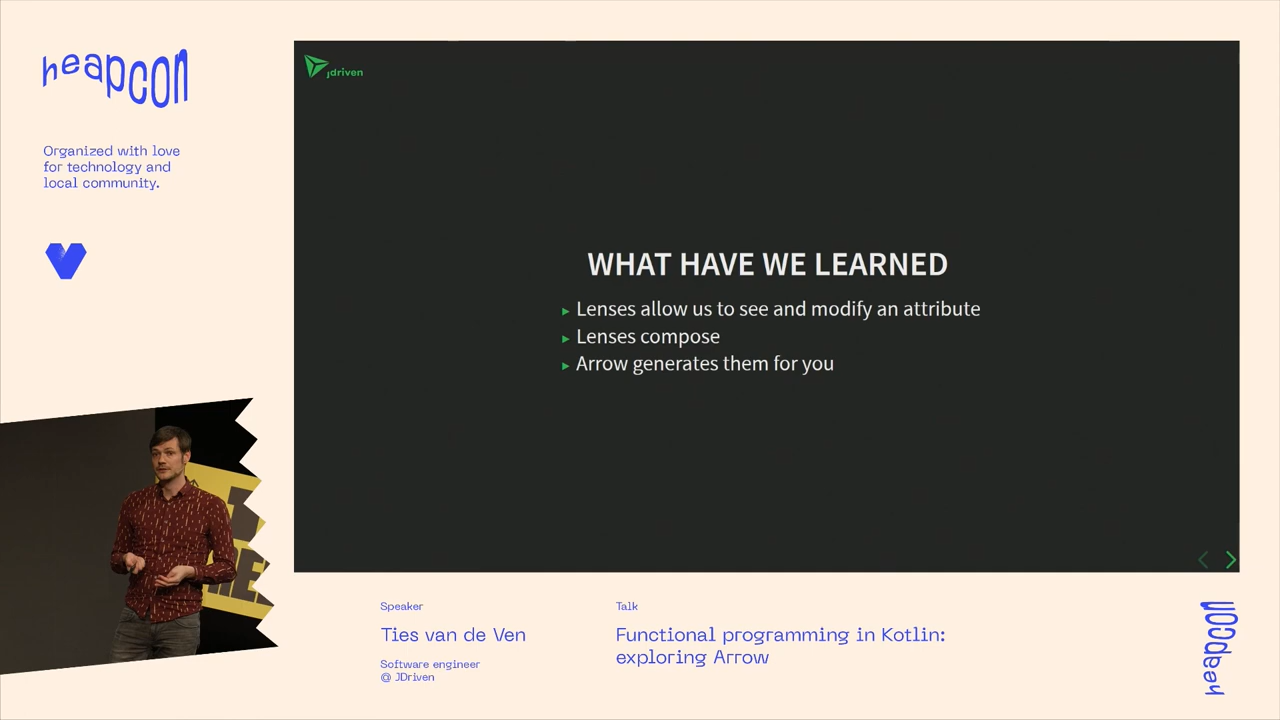 heapcon
Organized with love
for technology and
local community.
jdriven
WHAT HAVE WE LEARNED
Lenses allow us to see and modify an attribute
Lenses compose
Arrow generates them for you
Speaker
Ties van de Ven
Software engineer
@ JDriven
Talk
Functional programming in Kotlin:
exploring Arrow
heapcon